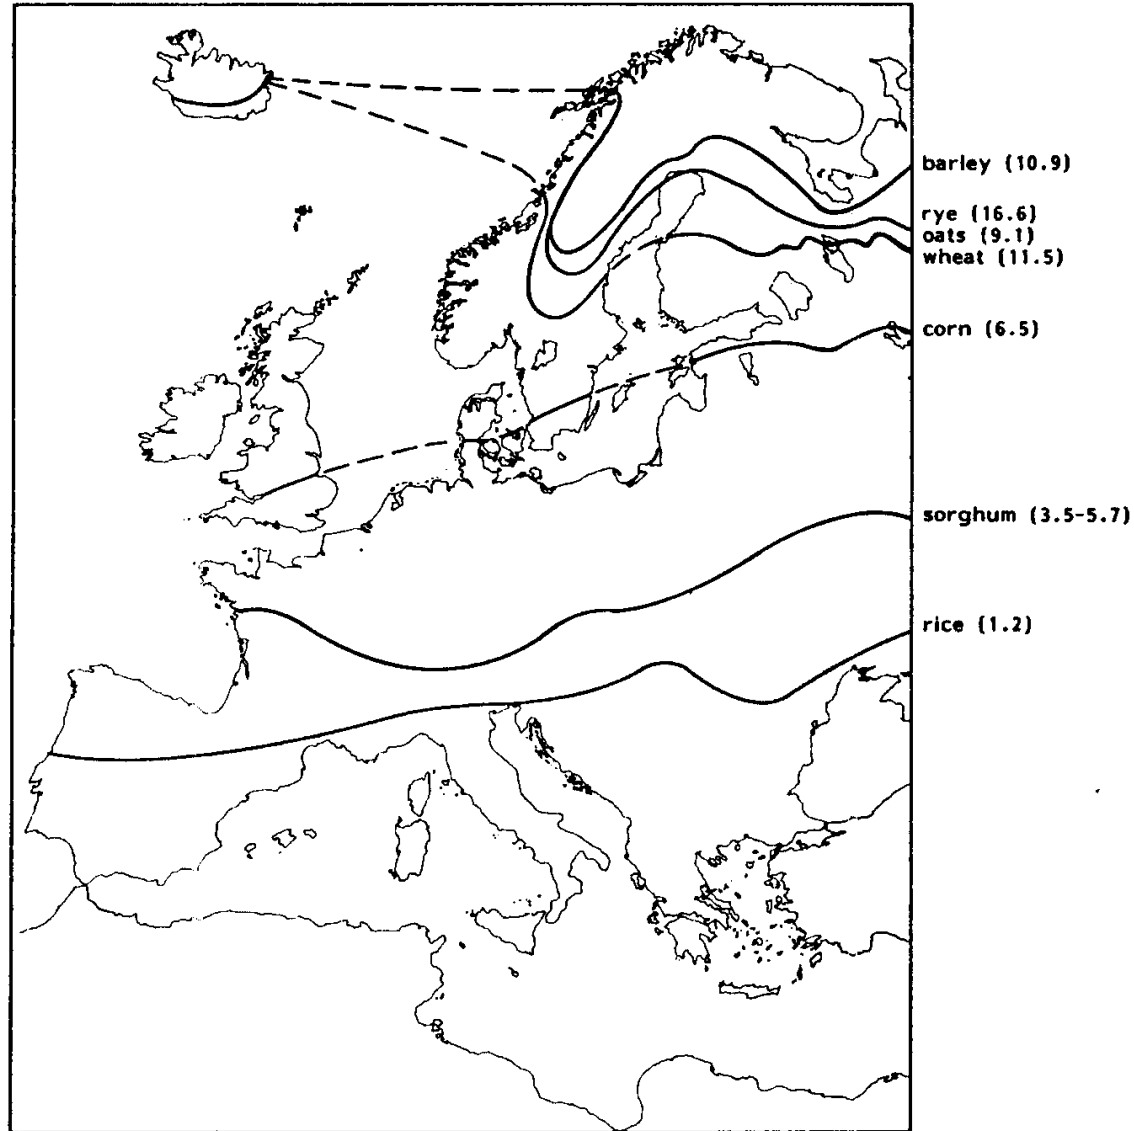 barley (10.9)
rye (16.6)
oats (9.1)
wheat (11.5)
corn (6.5)
sorghum (3.5-5.7)
rice (1.2)